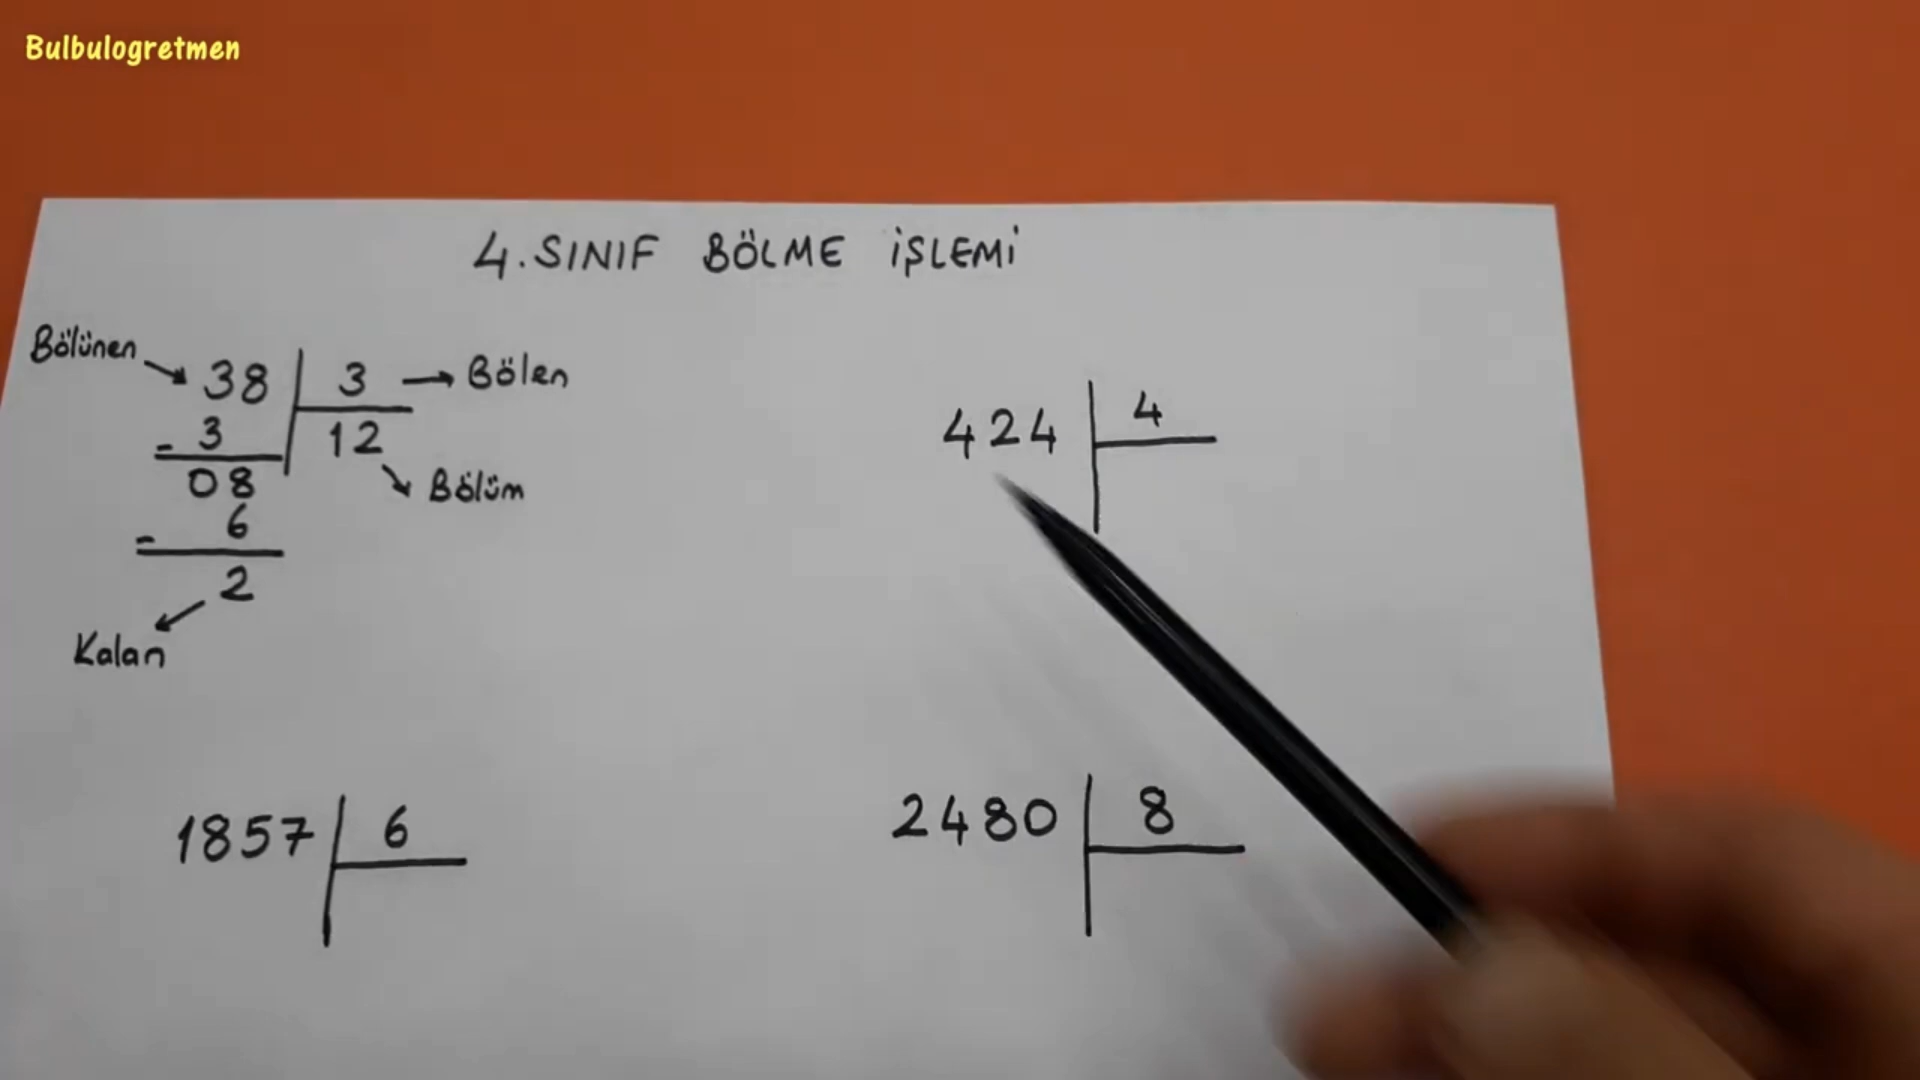 Bulbulogretmen
4.SINIF BÖLME İŞLEMİ
Bölünen 38 3 Bölen
- 3 12
08 Bölüm
- 6
2
Kalan
424 4
1857 6
2480 8